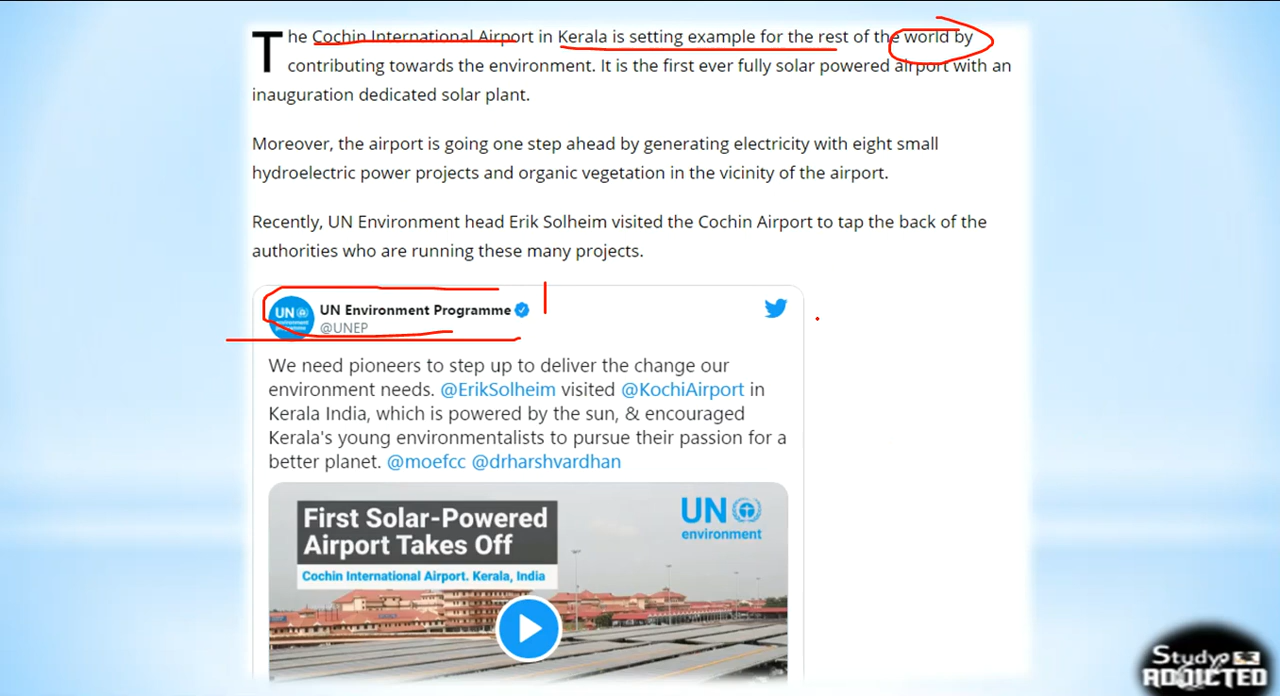 The Cochin International Airport in Kerala is setting example for the rest of the world by
contributing towards the environment. It is the first ever fully solar powered airport with an
inauguration dedicated solar plant.
Moreover, the airport is going one step ahead by generating electricity with eight small
hydroelectric power projects and organic vegetation in the vicinity of the airport.
Recently, UN Environment head Erik Solheim visited the Cochin Airport to tap the back of the
authorities who are running these many projects.
UN
environment
programme
UN Environment Programme
@UNEP
We need pioneers to step up to deliver the change our
environment needs. @ErikSolheim visited @KochiAirport in
Kerala India, which is powered by the sun, & encouraged
Kerala's young environmentalists to pursue their passion for a
better planet. @moefcc @drharshvardhan
First Solar-Powered
Airport Takes Off
Cochin International Airport. Kerala, India
UN
environment
Study
ADDICTED